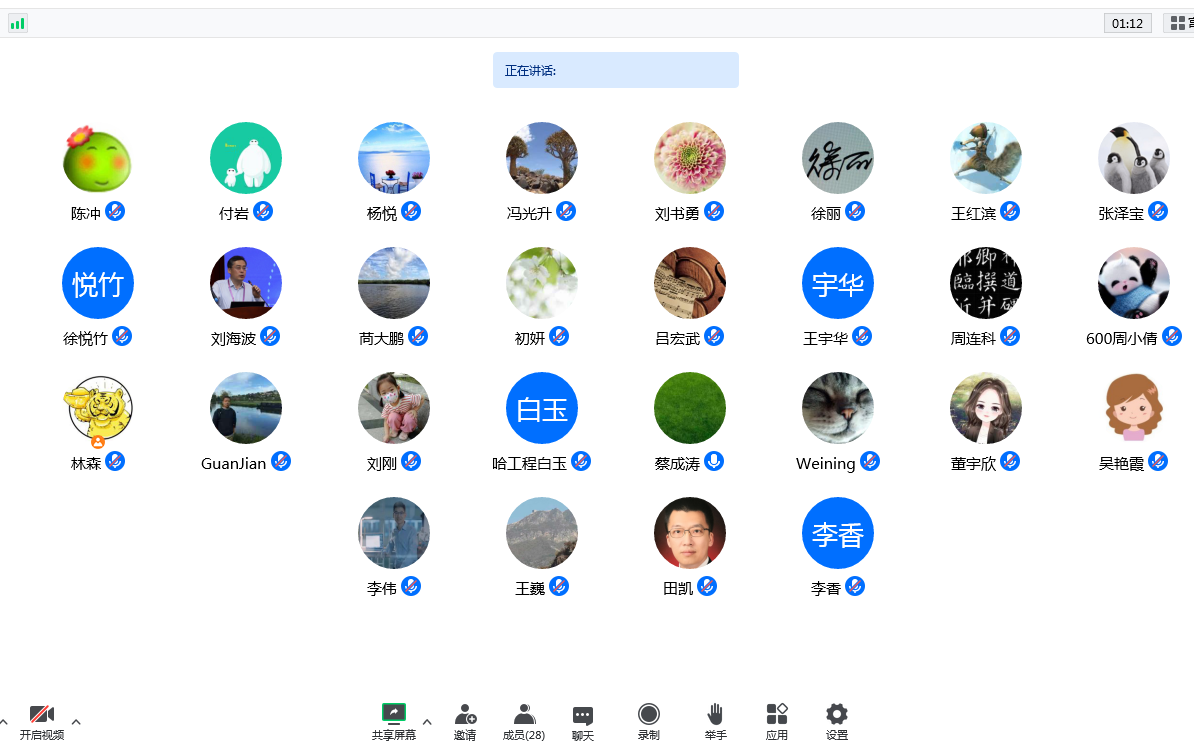 01:12
正在讲话:
陈冲 付岩 杨悦 冯光升 刘书勇 徐丽 王红滨 张泽宝
悦竹 宇华
徐悦竹 刘海波 苘大鹏 初妍 吕宏武 王宇华 周连科 600周小倩
白玉
林森 GuanJian 刘刚 哈工程白玉 蔡成涛 Weining 董宇欣 吴艳霞
李香
李伟 王巍 田凯 李香
开启视频 共享屏幕 邀请 成员(28) 聊天 录制 举手 应用 设置